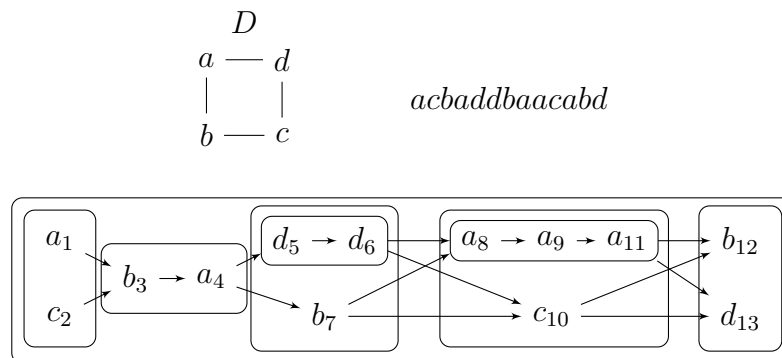 D
a d
b c
acbaddbaacabd
a₁ d₅ d₆ a₈ a₉ a₁₁ b₁₂
b₃ a₄
c₂ b₇ c₁₀ d₁₃